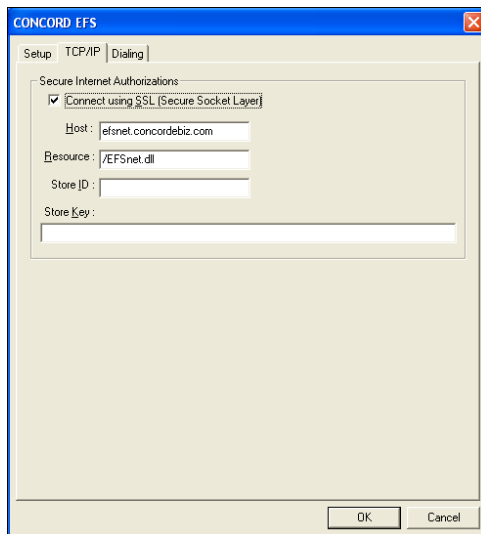 CONCORD EFS
Setup TCP/IP Dialing
Secure Internet Authorizations
Connect using SSL (Secure Socket Layer)
Host : efsnet.concordebiz.com
Resource : /EFSnet.dll
Store ID :
Store Key :
OK Cancel